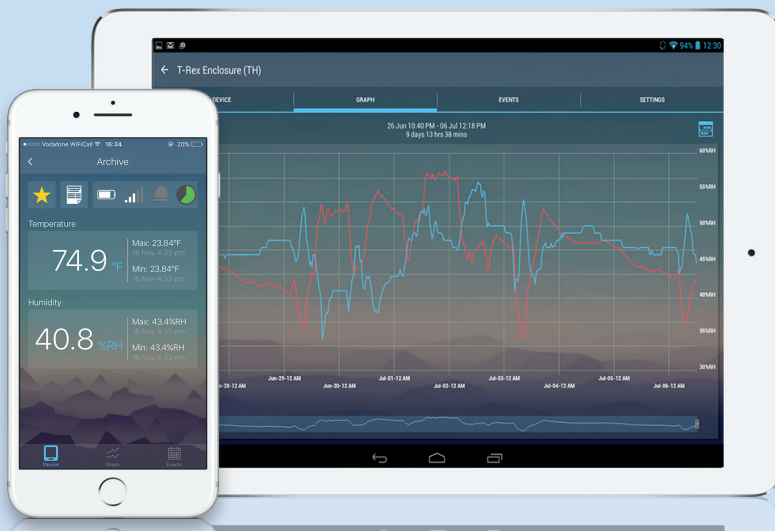 94% 12:30
T-Rex Enclosure (TH)
DEVICE GRAPH EVENTS SETTINGS
26 Jun 10:40 PM - 06 Jul 12:18 PM
9 days 13 hrs 38 mins
60%RH
55%RH
50%RH
45%RH
40%RH
35%RH
30%RH
Jun-29-12 AM Jul-01-12 AM Jul-03-12 AM Jul-05-12 AM
Jun-30-12 AM Jul-02-12 AM Jul-04-12 AM Jul-06-12 AM
Vodafone WiFiCall 16:34 20%
Archive
Temperature
74.9 °F
Max: 23.84°F
16 Nov 4:33 pm
Min: 23.84°F
16 Nov 4:33 pm
Humidity
40.8 %RH
Max: 43.4%RH
16 Nov 4:33 pm
Min: 43.4%RH
16 Nov 4:33 pm
Device Graph Events